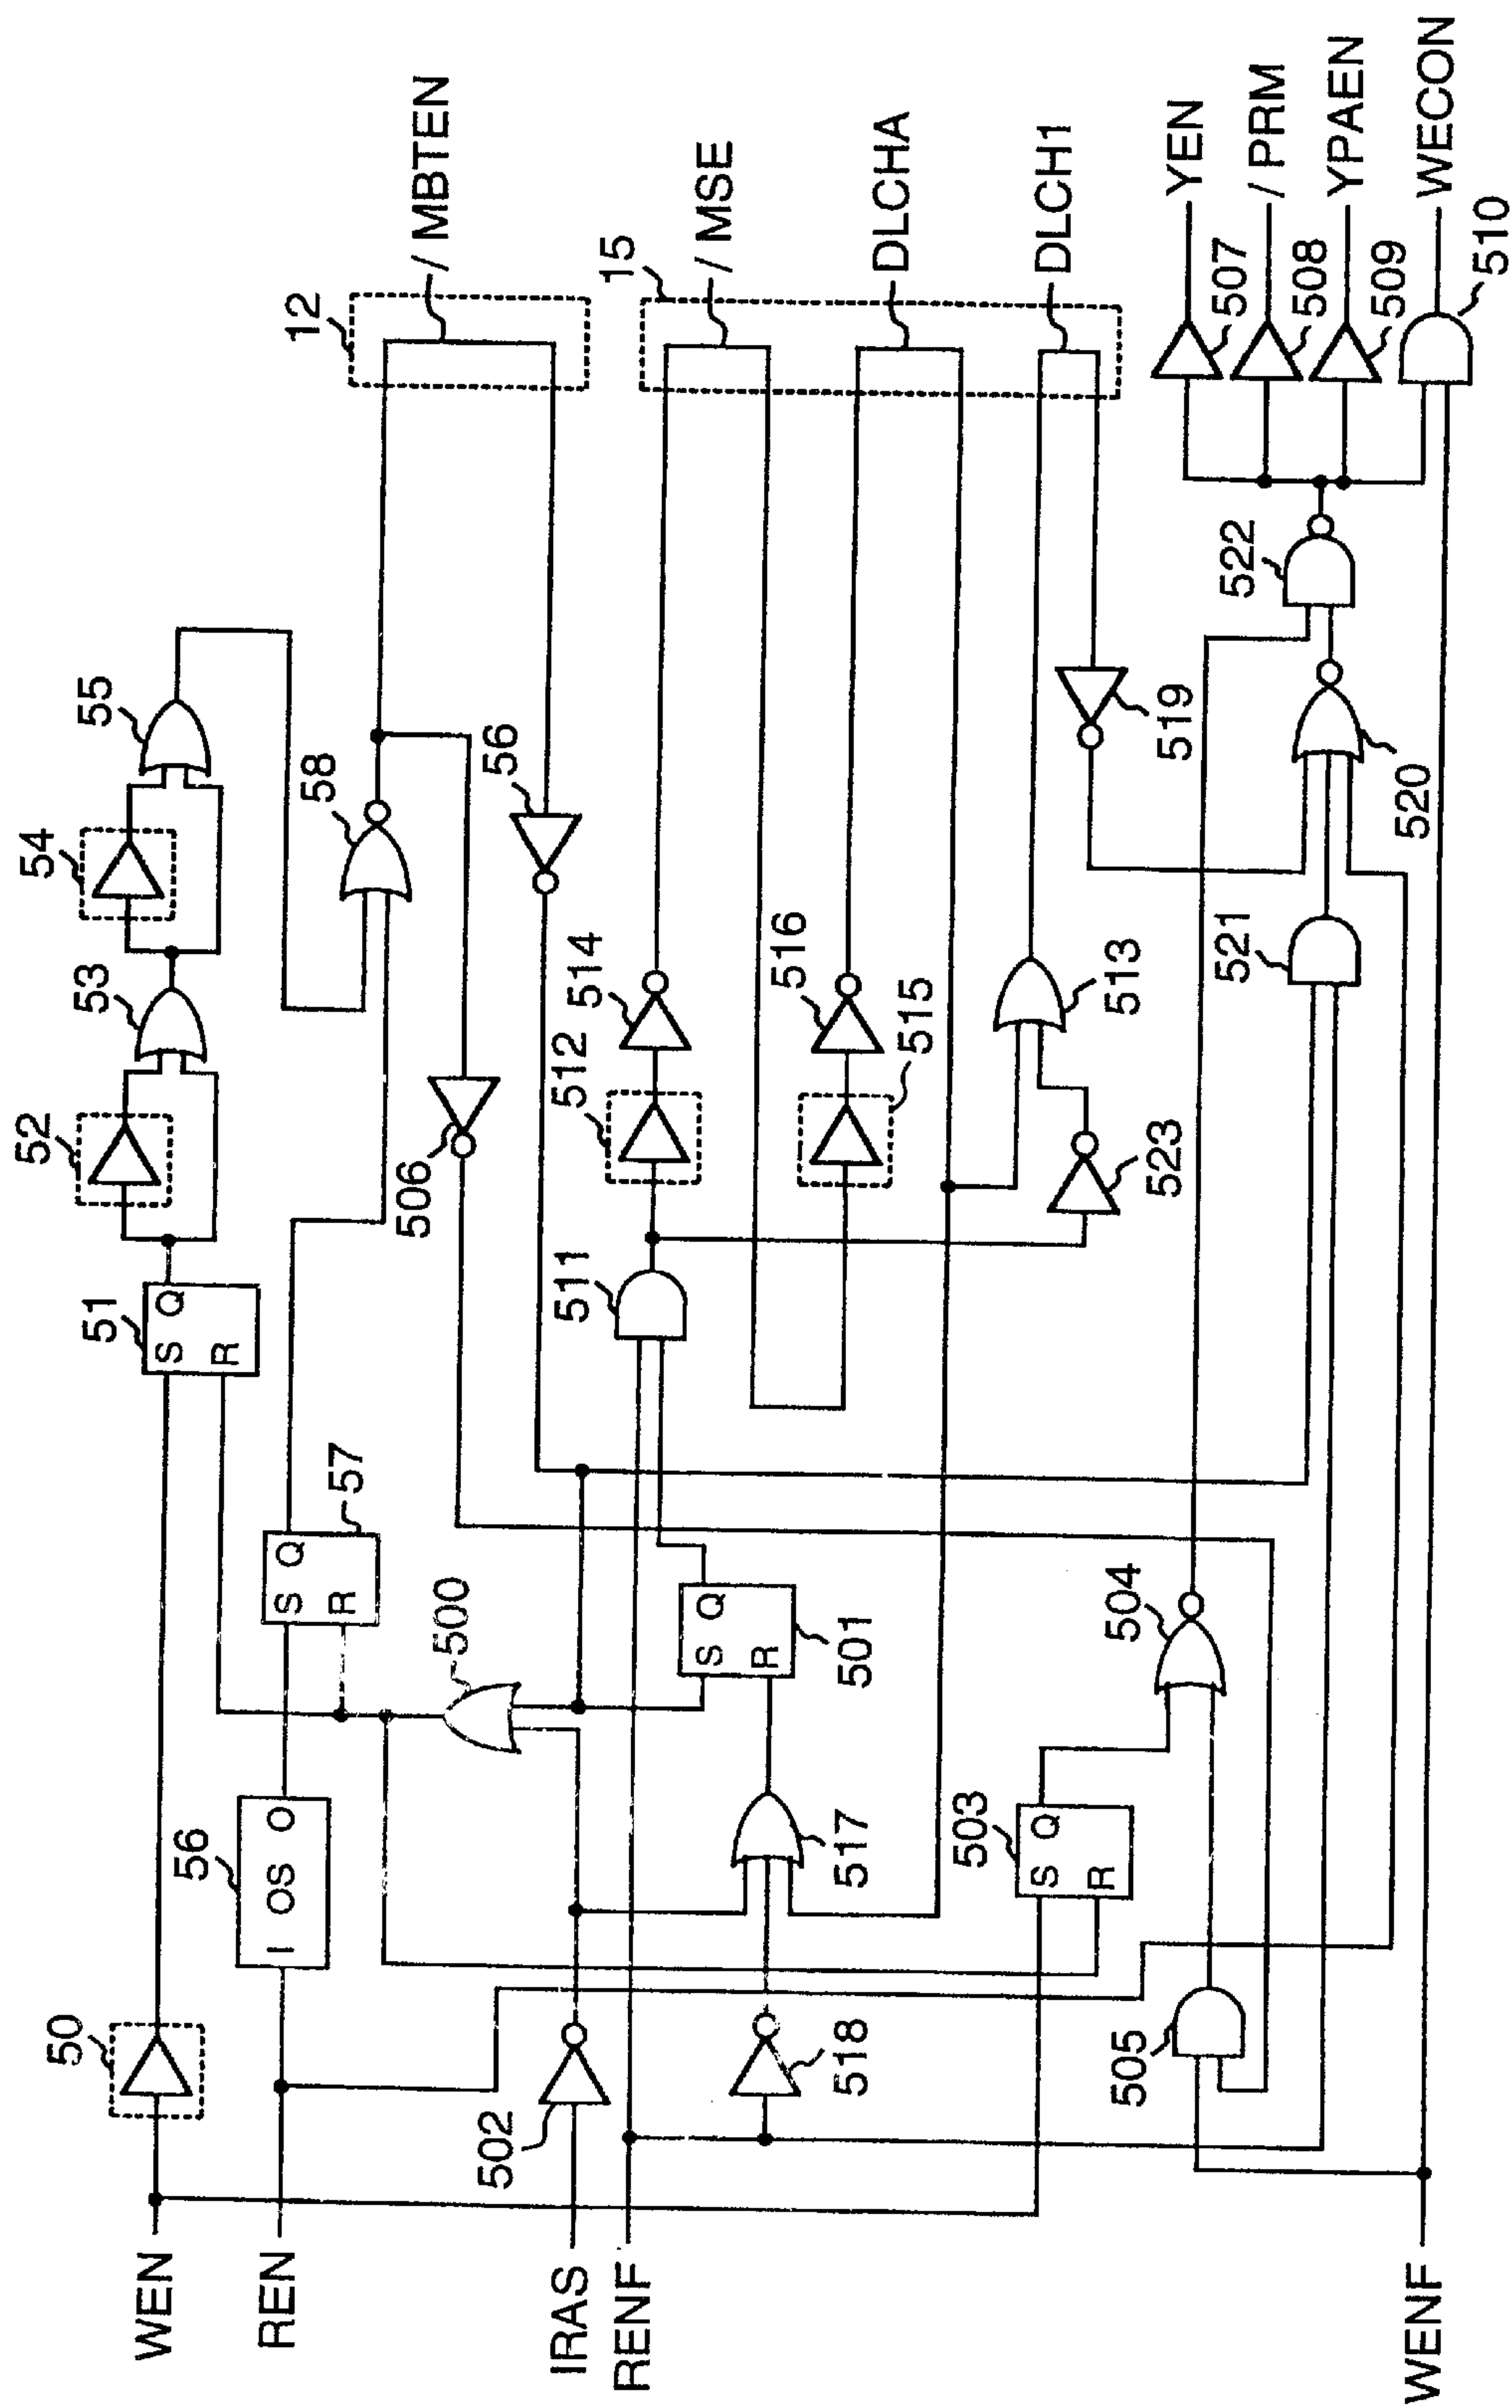 WEN
REN
IRAS
RENF
WENF
50
51
S Q
R
52
53
54
55
56
I OS O
57
S Q
R
58
506
56
12
/ MBTEN
500
502
501
S Q
R
511
512
514
515
516
15
/ MSE
DLCHA
DLCH1
517
518
513
523
519
503
S Q
R
504
505
521
520
522
507
508
509
510
YEN
/ PRM
YPAEN
WECON